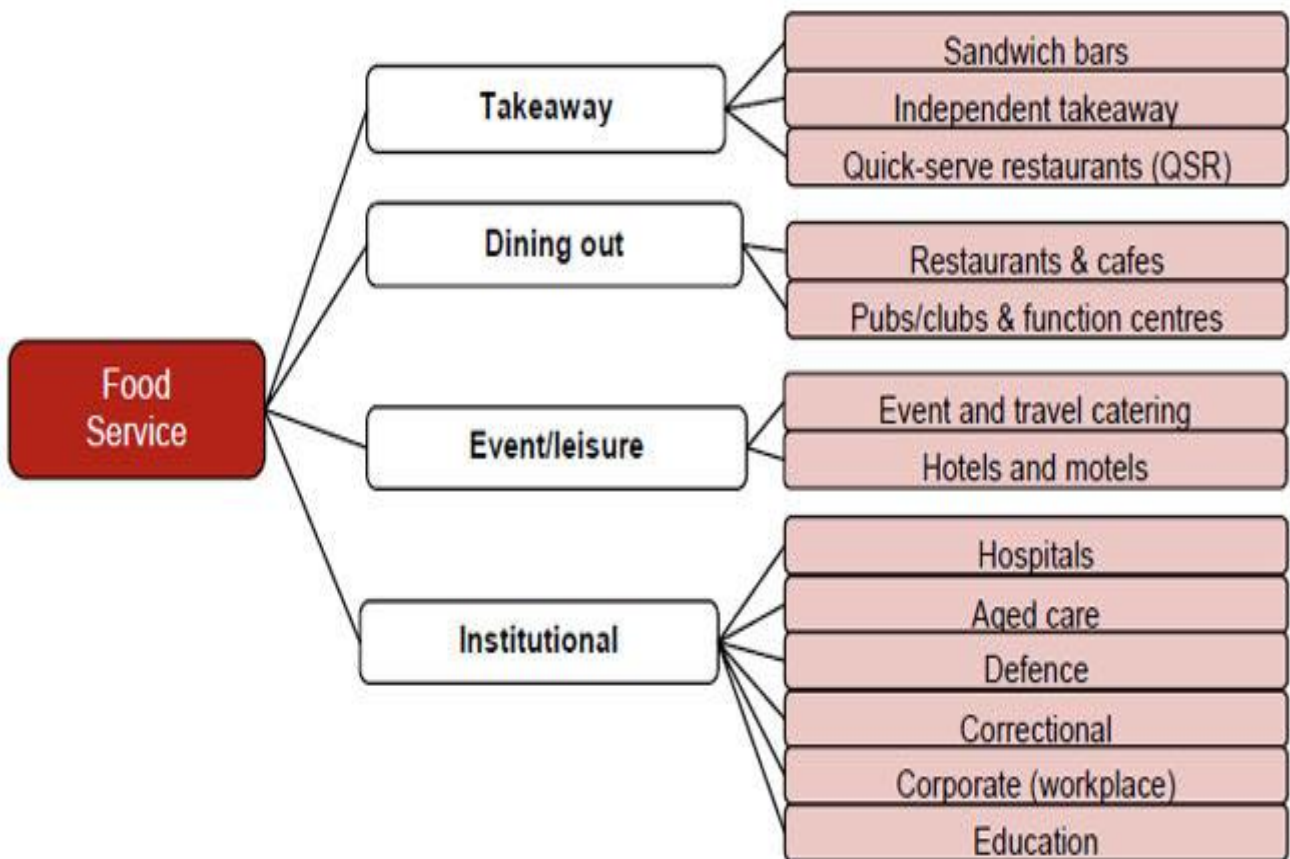 Food
Service
Takeaway
Sandwich bars
Independent takeaway
Quick-serve restaurants (QSR)
Dining out
Restaurants & cafes
Pubs/clubs & function centres
Event/leisure
Event and travel catering
Hotels and motels
Institutional
Hospitals
Aged care
Defence
Correctional
Corporate (workplace)
Education